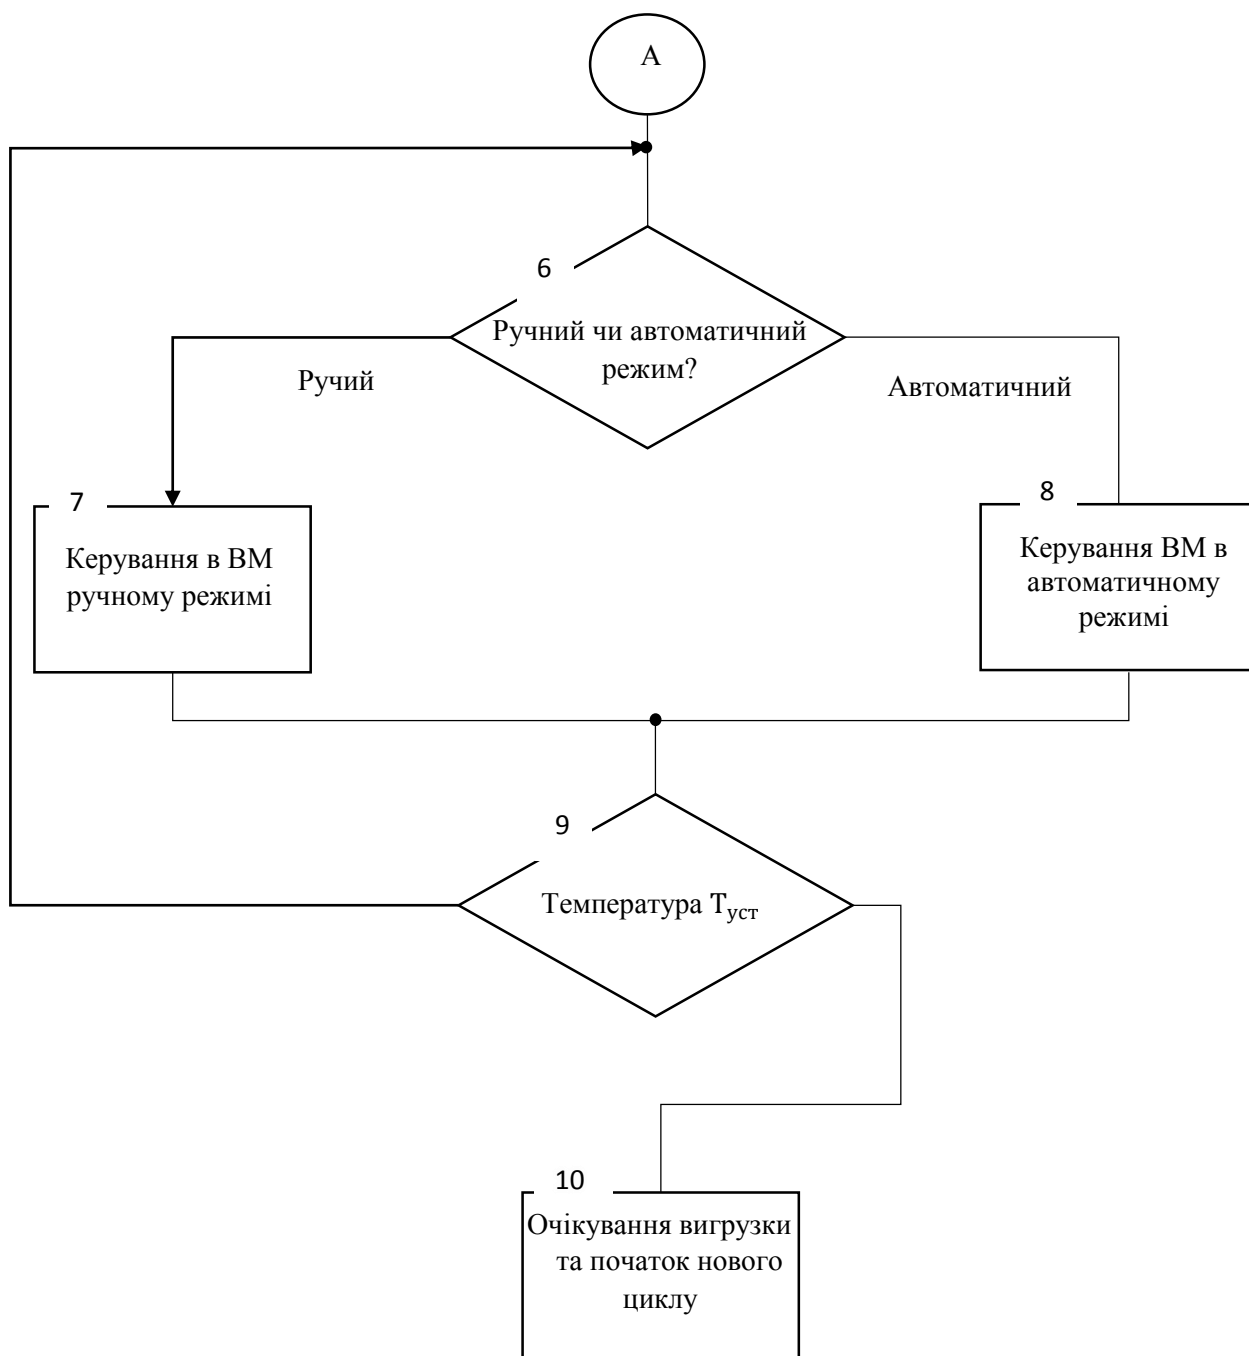 А
6
Ручний чи автоматичний
режим?
Ручий
Автоматичний
7
Керування в ВМ
ручному режимі
8
Керування ВМ в
автоматичному
режимі
9
Температура Tуст
10
Очікування вигрузки
та початок нового
циклу